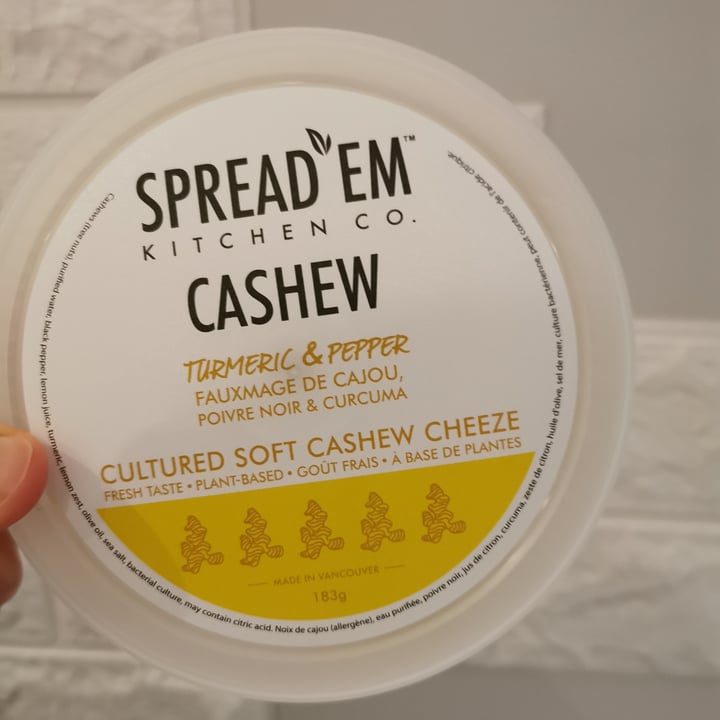 SPREAD'EM™
KITCHEN CO.
CASHEW
TURMERIC & PEPPER
FAUXMAGE DE CAJOU,
POIVRE NOIR & CURCUMA
CULTURED SOFT CASHEW CHEEZE
FRESH TASTE • PLANT-BASED • GOÛT FRAIS • À BASE DE PLANTES
MADE IN VANCOUVER
183g
Cashews (tree nuts), purified water, black pepper, lemon juice, turmeric, lemon zest, olive oil, sea salt, bacterial culture, may contain citric acid. Noix de cajou (allergène), eau purifiée, poivre noir, jus de citron, curcuma, zeste de citron, huile d'olive, sel de mer, culture bactérienne, peut contenir de l'acide citrique.